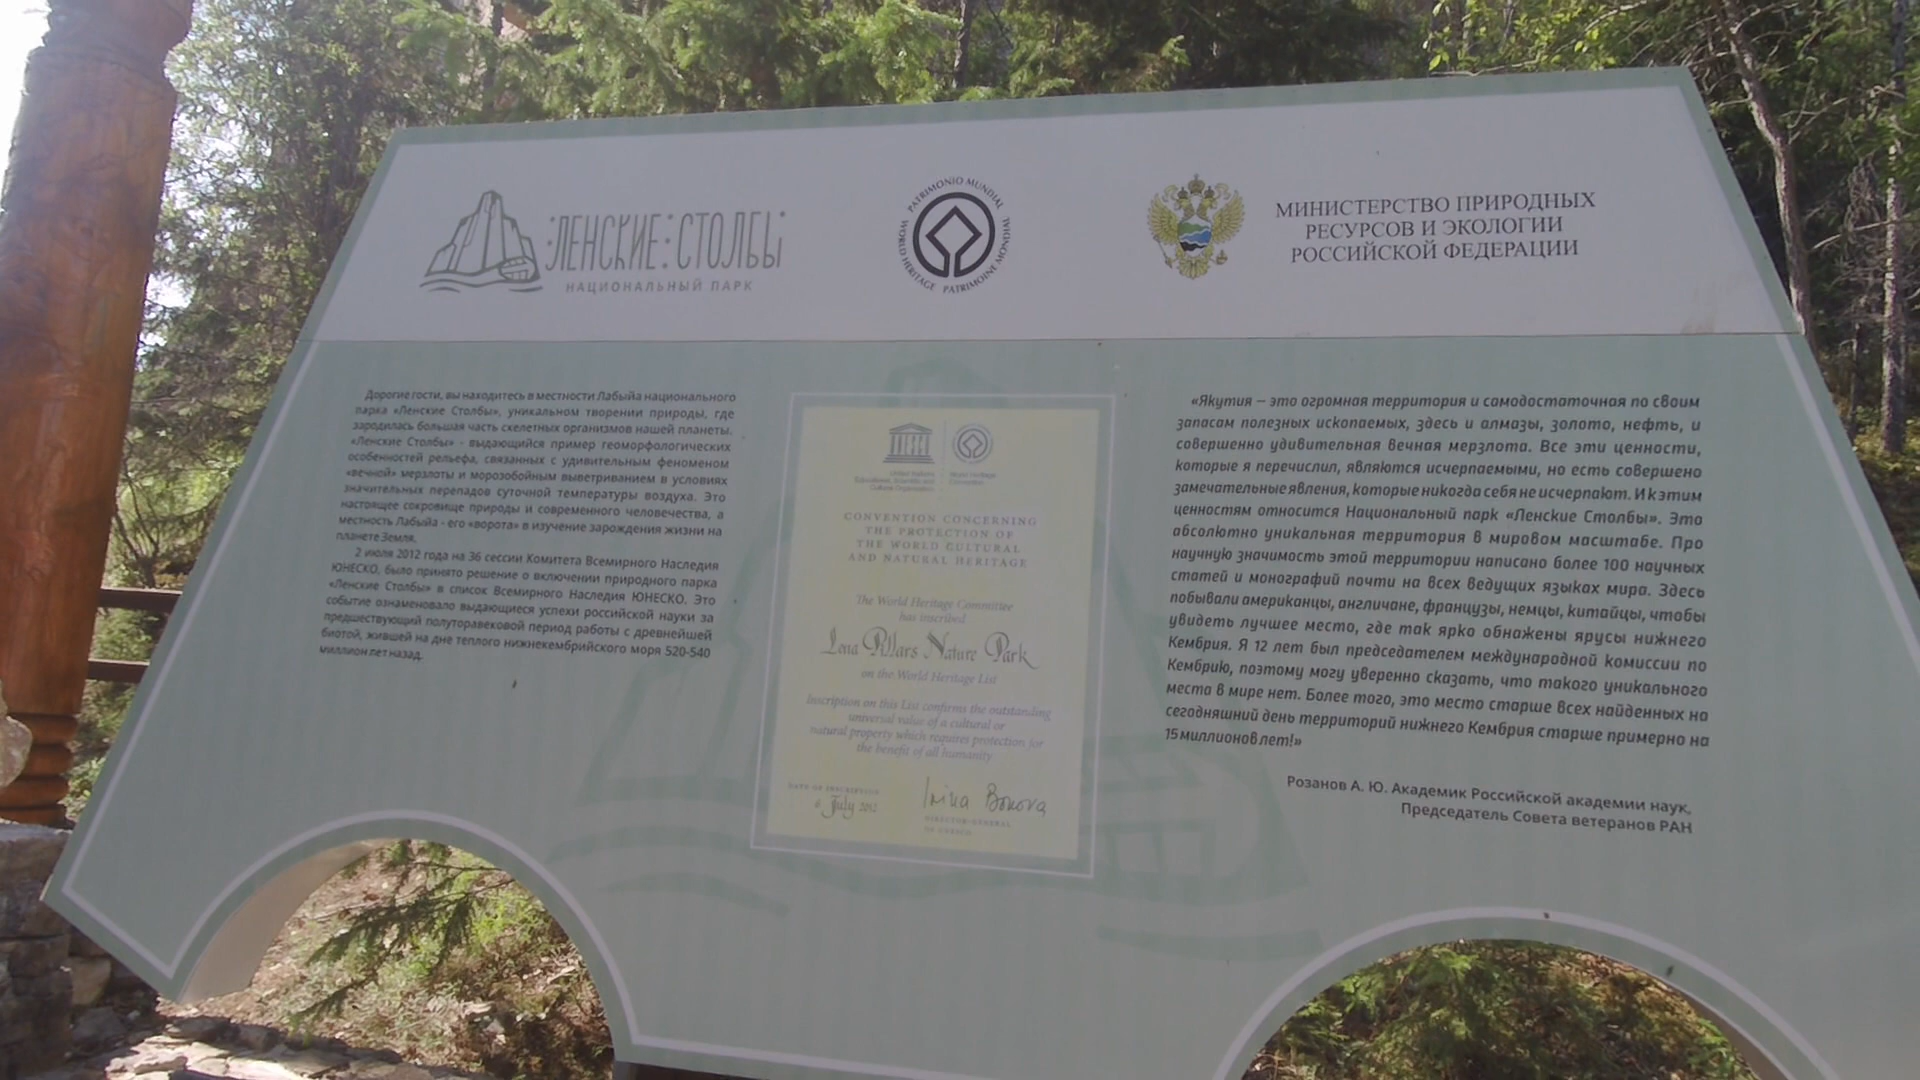 ЛЕНСКИЕ СТОЛБЫ
НАЦИОНАЛЬНЫЙ ПАРК
PATRIMONIO MUNDIAL
WORLD HERITAGE PATRIMOINE MONDIAL
МИНИСТЕРСТВО ПРИРОДНЫХ
РЕСУРСОВ И ЭКОЛОГИИ
РОССИЙСКОЙ ФЕДЕРАЦИИ
Дорогие гости, вы находитесь в местности Лабыйа национального
парка «Ленские Столбы», уникальном творении природы, где
зародилась большая часть скелетных организмов нашей планеты.
«Ленские Столбы» - выдающийся пример геоморфологических
особенностей рельефа, связанных с удивительным феноменом
«вечной» мерзлоты и морозобойным выветриванием в условиях
значительных перепадов суточной температуры воздуха. Это
настоящее сокровище природы и современного человечества, а
местность Лабыйа - его «ворота» в изучение зарождения жизни на
планете Земля.
2 июля 2012 года на 36 сессии Комитета Всемирного Наследия
ЮНЕСКО, было принято решение о включении природного парка
«Ленские Столбы» в список Всемирного Наследия ЮНЕСКО. Это
событие ознаменовало выдающиеся успехи российской науки за
предшествующий полуторавековой период работы с древнейшей
биотой, жившей на дне теплого нижнекембрийского моря 520-540
миллион лет назад.
UNESCO
United Nations
Educational, Scientific and
Cultural Organization
World Heritage
Convention
CONVENTION CONCERNING
THE PROTECTION OF
THE WORLD CULTURAL
AND NATURAL HERITAGE
The World Heritage Committee
has inscribed
Lena Pillars Nature Park
on the World Heritage List
Inscription on this List confirms the outstanding
universal value of a cultural or
natural property which requires protection for
the benefit of all humanity
DATE OF INSCRIPTION
6 July 2012
Irina Bokova
DIRECTOR-GENERAL
OF UNESCO
«Якутия – это огромная территория и самодостаточная по своим
запасам полезных ископаемых, здесь и алмазы, золото, нефть, и
совершенно удивительная вечная мерзлота. Все эти ценности,
которые я перечислил, являются исчерпаемыми, но есть совершено
замечательные явления, которые никогда себя не исчерпают. И к этим
ценностям относится Национальный парк «Ленские Столбы». Это
абсолютно уникальная территория в мировом масштабе. Про
научную значимость этой территории написано более 100 научных
статей и монографий почти на всех ведущих языках мира. Здесь
побывали американцы, англичане, французы, немцы, китайцы, чтобы
увидеть лучшее место, где так ярко обнажены ярусы нижнего
Кембрия. Я 12 лет был председателем международной комиссии по
Кембрию, поэтому могу уверенно сказать, что такого уникального
места в мире нет. Более того, это место старше всех найденных на
сегодняшний день территорий нижнего Кембрия старше примерно на
15 миллионов лет!»
Розанов А. Ю. Академик Российской академии наук,
Председатель Совета ветеранов РАН